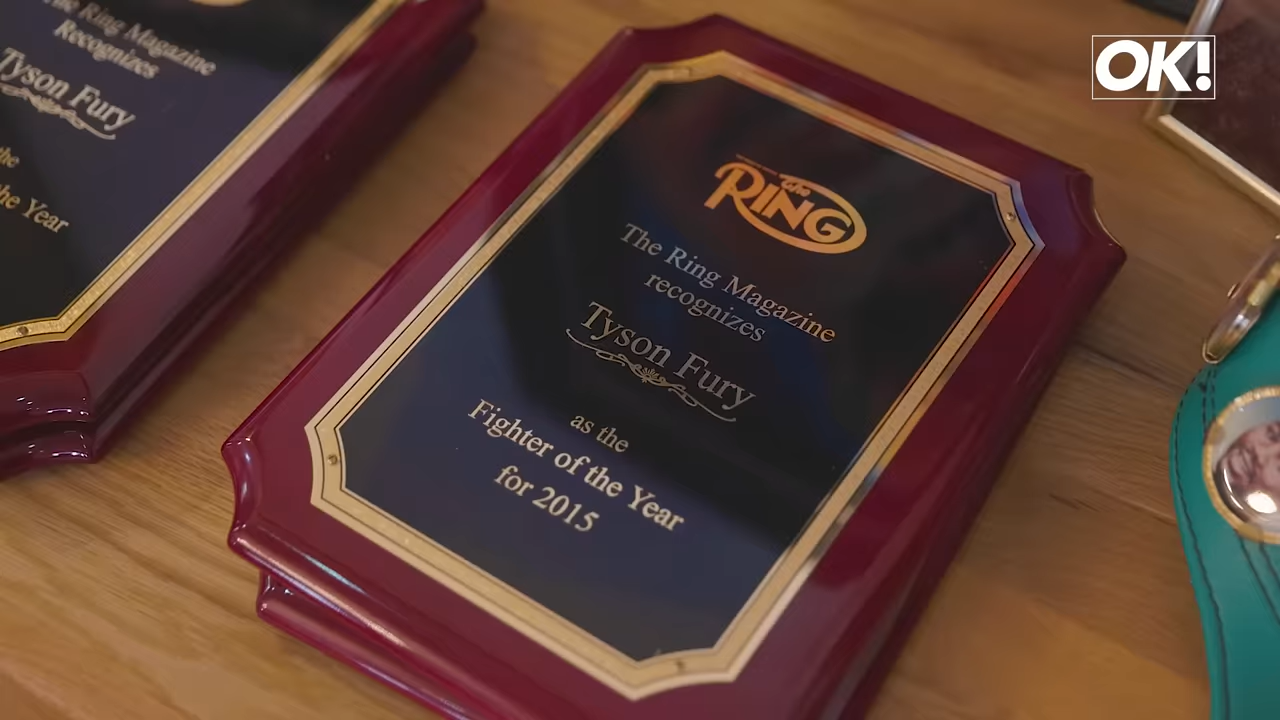 The Ring Magazine
Recognizes
Tyson Fury
the
the Year
OK!
the
RING
The Ring Magazine
recognizes
Tyson Fury
as the
Fighter of the Year
for 2015